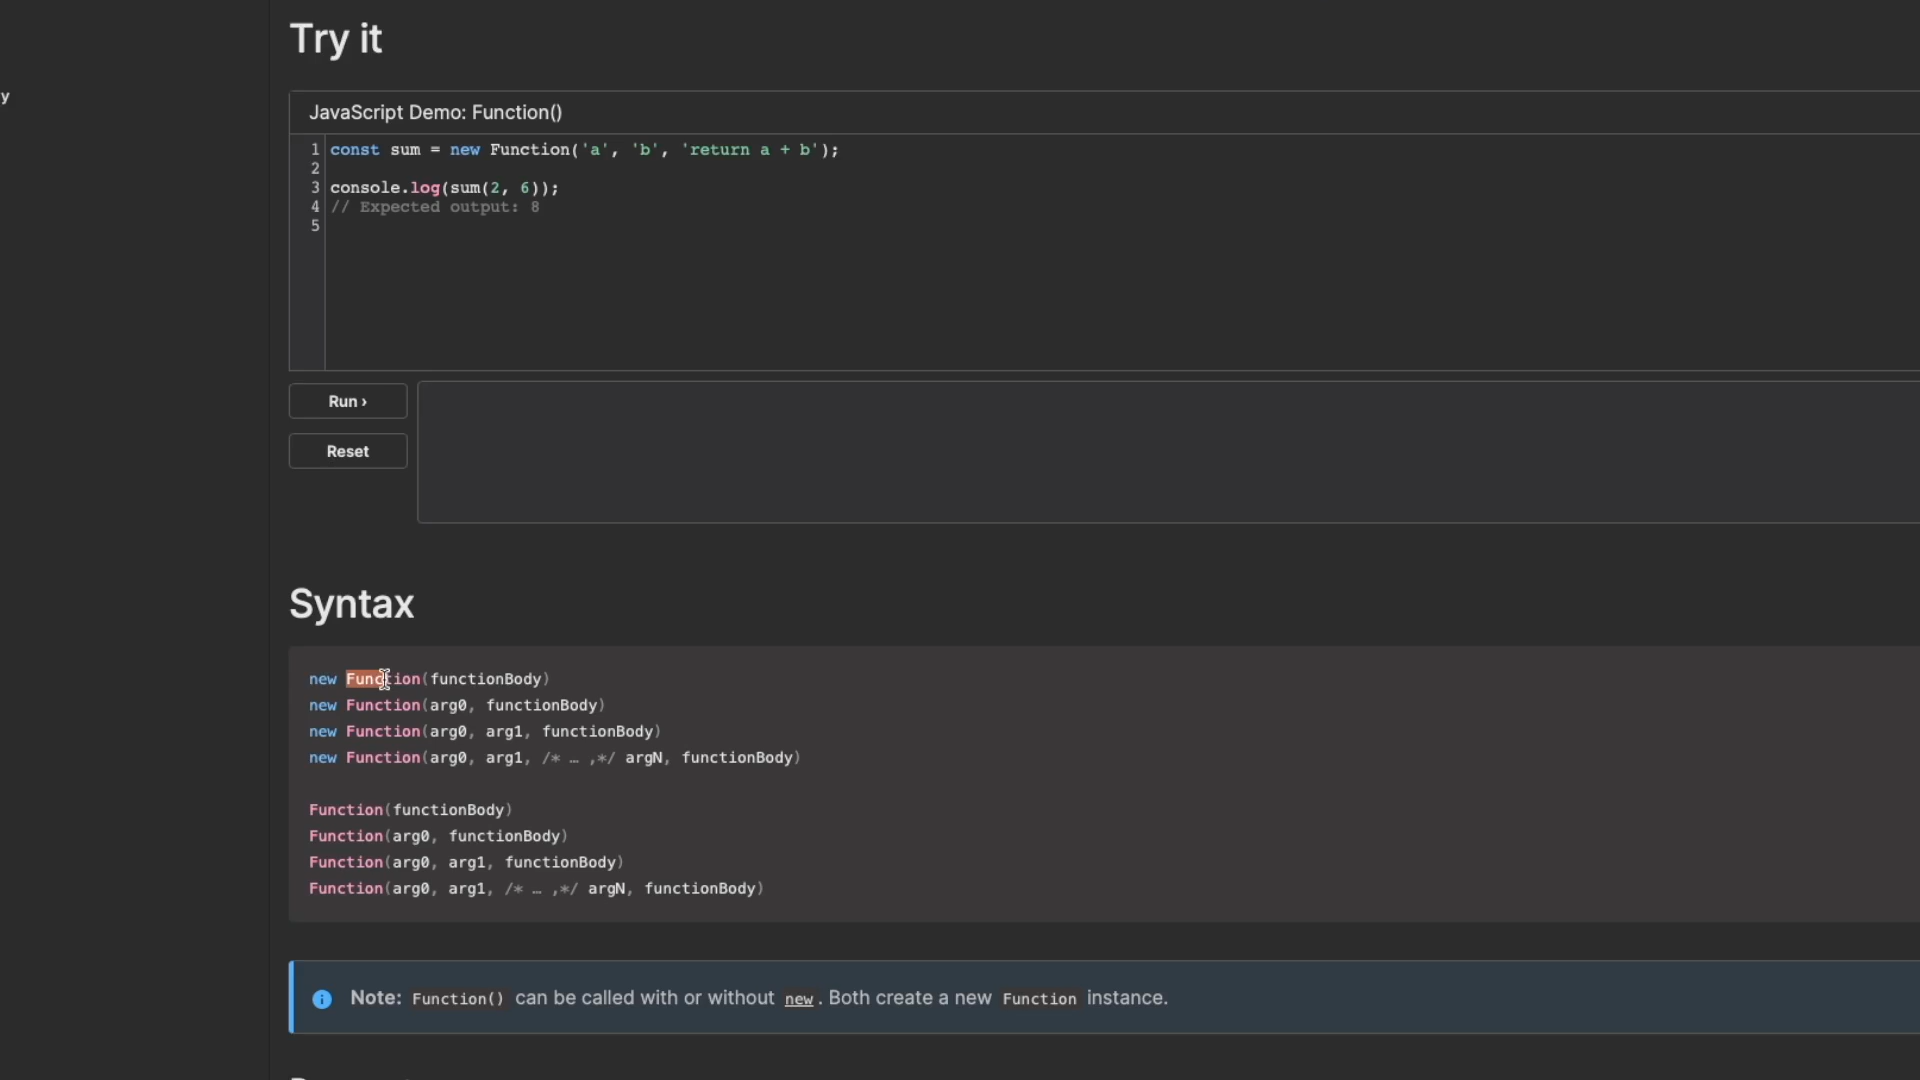 Try it
y
JavaScript Demo: Function()
1 const sum = new Function('a', 'b', 'return a + b');
2
3 console.log(sum(2, 6));
4 // Expected output: 8
5
Run ›
Reset
Syntax
new Function(functionBody)
new Function(arg0, functionBody)
new Function(arg0, arg1, functionBody)
new Function(arg0, arg1, /* … ,*/ argN, functionBody)
Function(functionBody)
Function(arg0, functionBody)
Function(arg0, arg1, functionBody)
Function(arg0, arg1, /* … ,*/ argN, functionBody)
Note: Function() can be called with or without new. Both create a new Function instance.